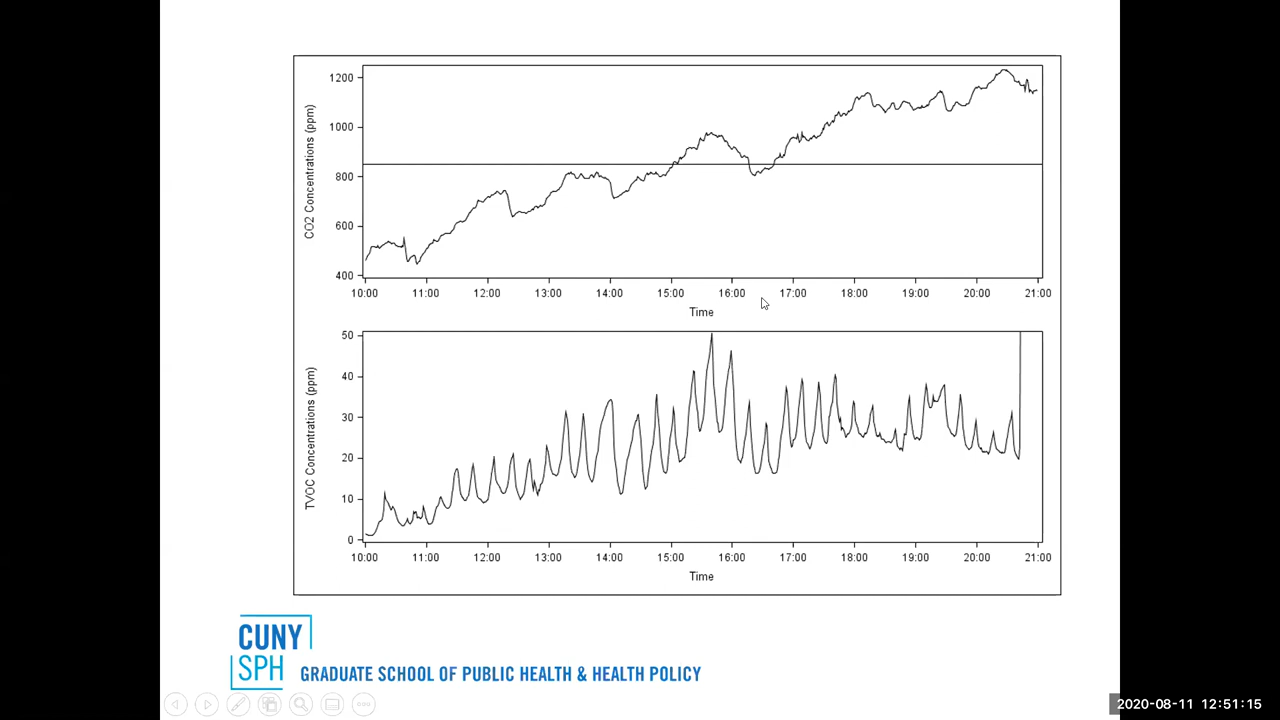 CO2 Concentrations (ppm)
1200
1000
800
600
400
10:00 11:00 12:00 13:00 14:00 15:00 16:00 17:00 18:00 19:00 20:00 21:00
Time
TVOC Concentrations (ppm)
50
40
30
20
10
0
10:00 11:00 12:00 13:00 14:00 15:00 16:00 17:00 18:00 19:00 20:00 21:00
Time
CUNY
SPH
GRADUATE SCHOOL OF PUBLIC HEALTH & HEALTH POLICY
2020-08-11 12:51:15